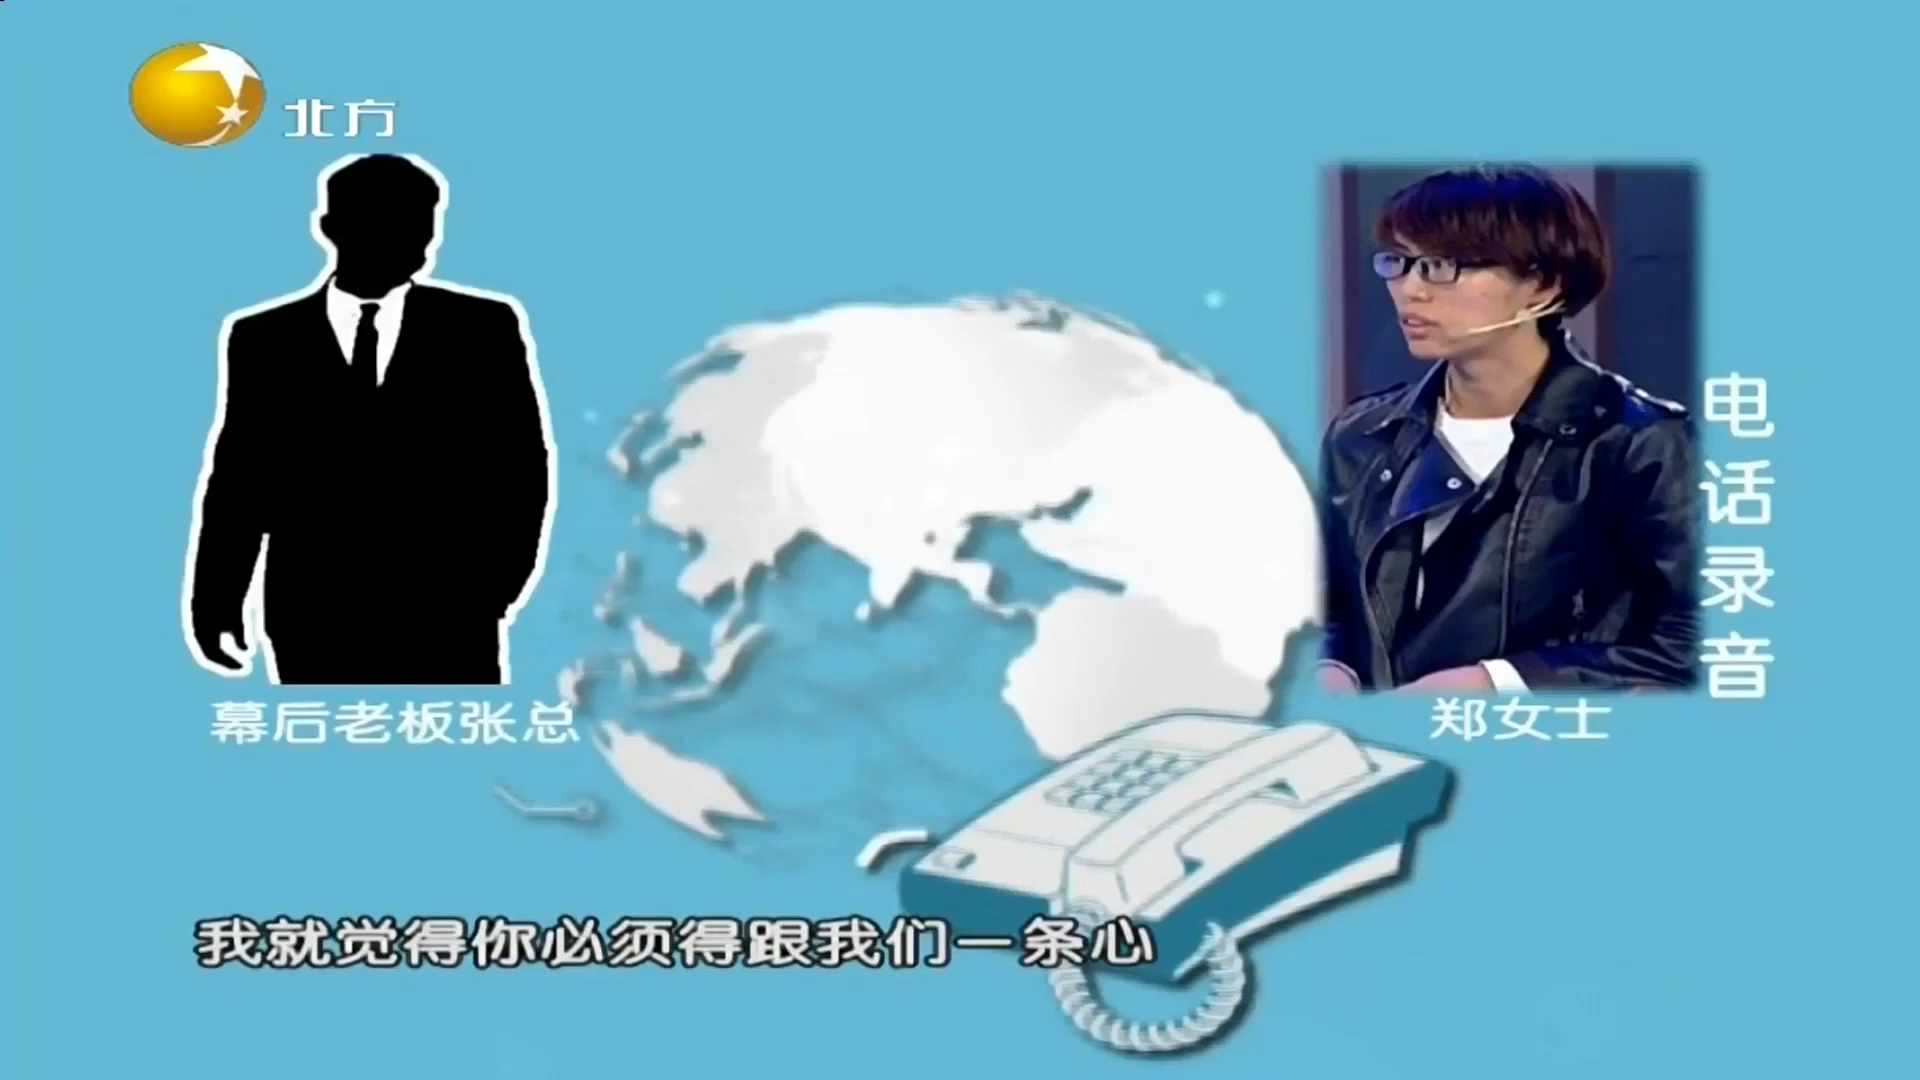 北方
电话录音
幕后老板张总
郑女士
我就觉得你必须得跟我们一条心